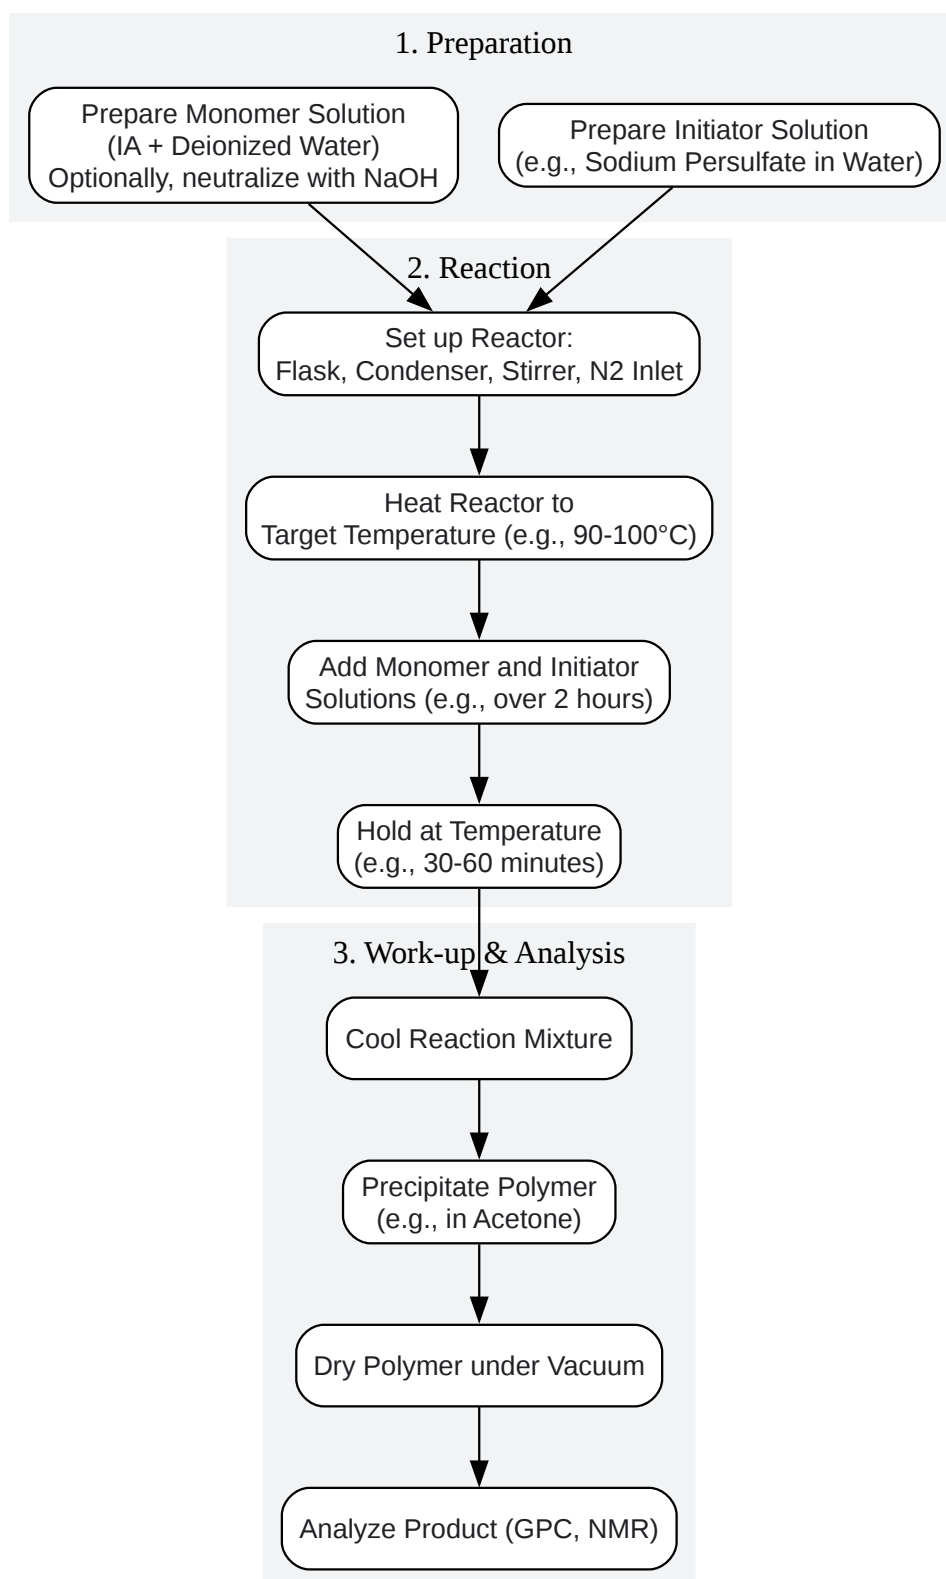 1. Preparation
Prepare Monomer Solution
(IA + Deionized Water)
Optionally, neutralize with NaOH
Prepare Initiator Solution
(e.g., Sodium Persulfate in Water)
2. Reaction
Set up Reactor:
Flask, Condenser, Stirrer, N2 Inlet
Heat Reactor to
Target Temperature (e.g., 90-100°C)
Add Monomer and Initiator
Solutions (e.g., over 2 hours)
Hold at Temperature
(e.g., 30-60 minutes)
3. Work-up & Analysis
Cool Reaction Mixture
Precipitate Polymer
(e.g., in Acetone)
Dry Polymer under Vacuum
Analyze Product (GPC, NMR)